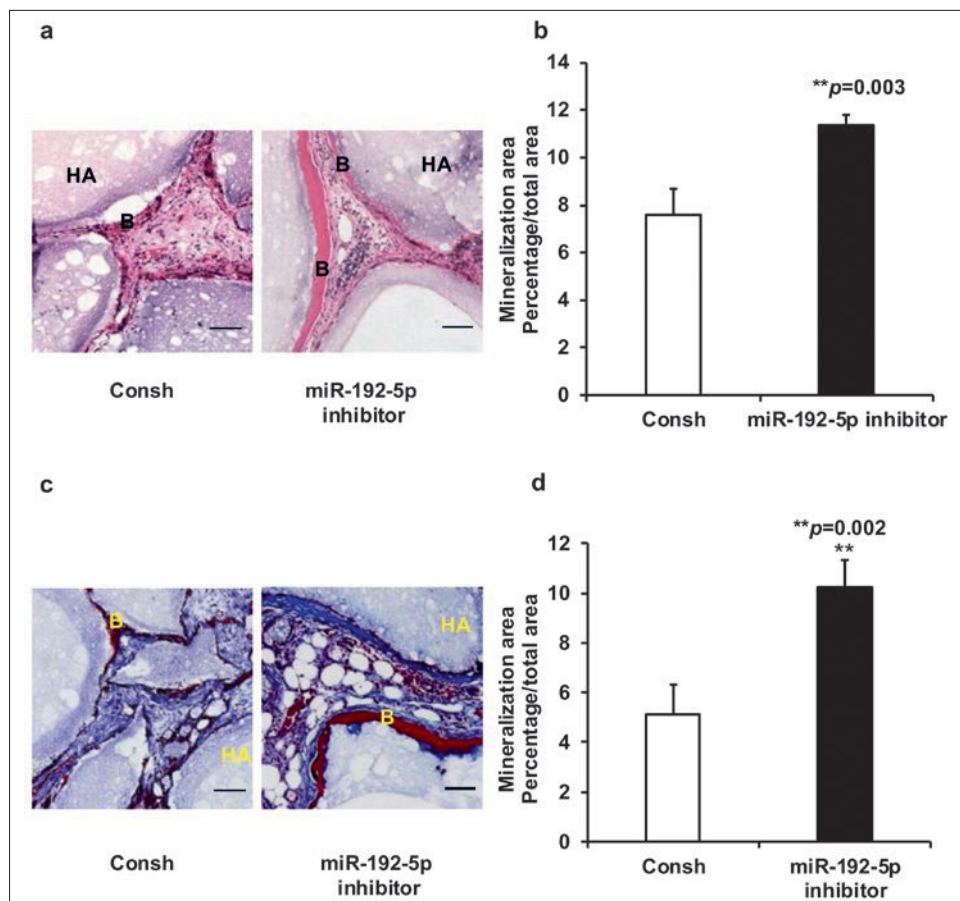 a
HA
B
HA
B
B
Consh
miR-192-5p
inhibitor
b
Mineralization area
Percentage/total area
14
12
10
8
6
4
2
0
**p=0.003
Consh
miR-192-5p inhibitor
c
B
HA
HA
B
Consh
miR-192-5p
inhibitor
d
Mineralization area
Percentage/total area
12
10
8
6
4
2
0
**p=0.002
**
Consh
miR-192-5p
inhibitor